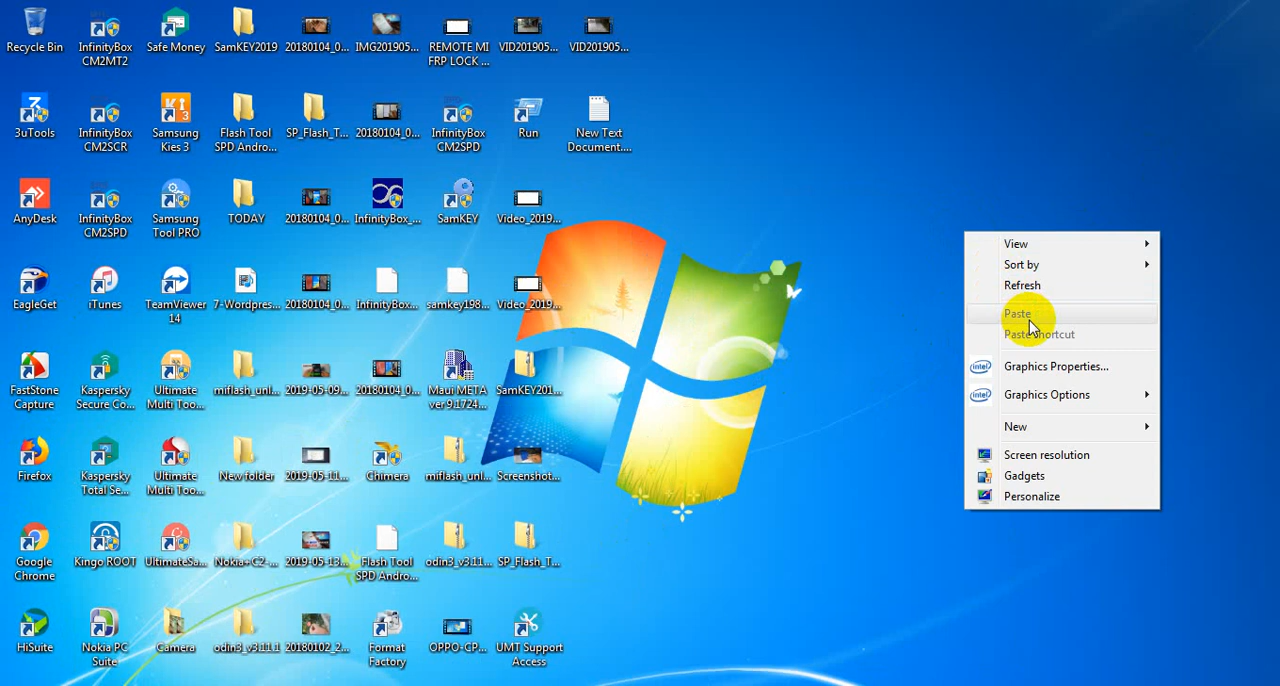 Recycle Bin
InfinityBox
CM2MT2
Safe Money
SamKEY2019
20180104_0...
IMG201905...
REMOTE MI
FRP LOCK ...
VID201905...
VID201905...
3uTools
InfinityBox
CM2SCR
Samsung
Kies 3
Flash Tool
SPD Andro...
SP_Flash_T...
20180104_0...
InfinityBox
CM2SPD
Run
New Text
Document....
AnyDesk
InfinityBox
CM2SPD
Samsung
Tool PRO
TODAY
20180104_0...
InfinityBox_...
SamKEY
Video_2019...
EagleGet
iTunes
TeamViewer
14
7-Wordpres...
20180104_0...
InfinityBox...
samkey198...
Video_2019...
FastStone
Capture
Kaspersky
Secure Co...
Ultimate
Multi Too...
miflash_unl...
2019-05-09...
20180104_0...
Maui META
ver 9.1724...
SamKEY201...
Firefox
Kaspersky
Total Se...
Ultimate
Multi Too...
New folder
2019-05-11...
Chimera
miflash_unl...
Screenshot...
Google
Chrome
Kingo ROOT
UltimateSa...
Nokia+C2-...
2019-05-13...
Flash Tool
SPD Andro...
odin3_v3.11...
SP_Flash_T...
HiSuite
Nokia PC
Suite
Camera
odin3_v3.11.1
20180102_2...
Format
Factory
OPPO-CP...
UMT Support
Access
View
Sort by
Refresh
Paste
Paste shortcut
intel
Graphics Properties...
intel
Graphics Options
New
Screen resolution
Gadgets
Personalize